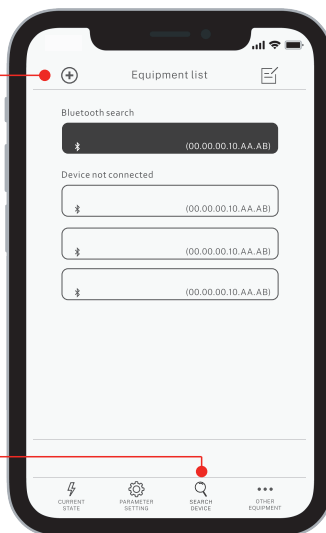 Equipment list
Bluetooth search
(00.00.00.10.AA.AB)
Device not connected
(00.00.00.10.AA.AB)
(00.00.00.10.AA.AB)
(00.00.00.10.AA.AB)
CURRENT STATE
PARAMETER SETTING
SEARCH DEVICE
OTHER EQUIPMENT